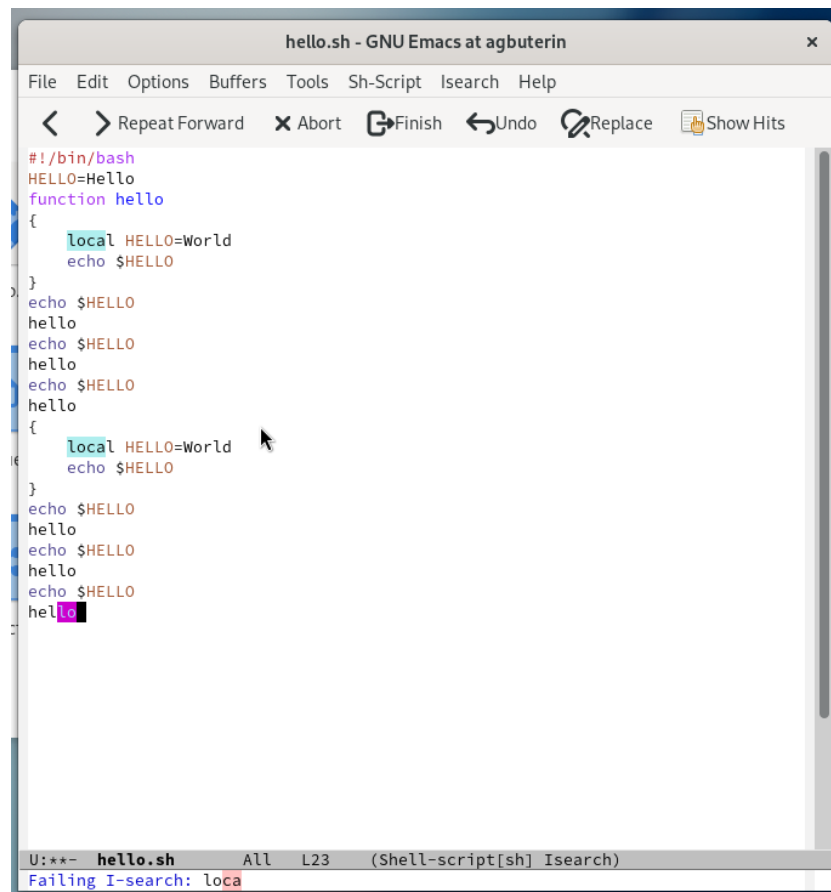 hello.sh - GNU Emacs at agbuterin
File Edit Options Buffers Tools Sh-Script Isearch Help
Repeat Forward Abort Finish Undo Replace Show Hits
#!/bin/bash
HELLO=Hello
function hello
{
    local HELLO=World
    echo $HELLO
}
echo $HELLO
hello
echo $HELLO
hello
echo $HELLO
hello
{
    local HELLO=World
    echo $HELLO
}
echo $HELLO
hello
echo $HELLO
hello
echo $HELLO
hello
U:**-  hello.sh       All   L23    (Shell-script[sh] Isearch)
Failing I-search: loca